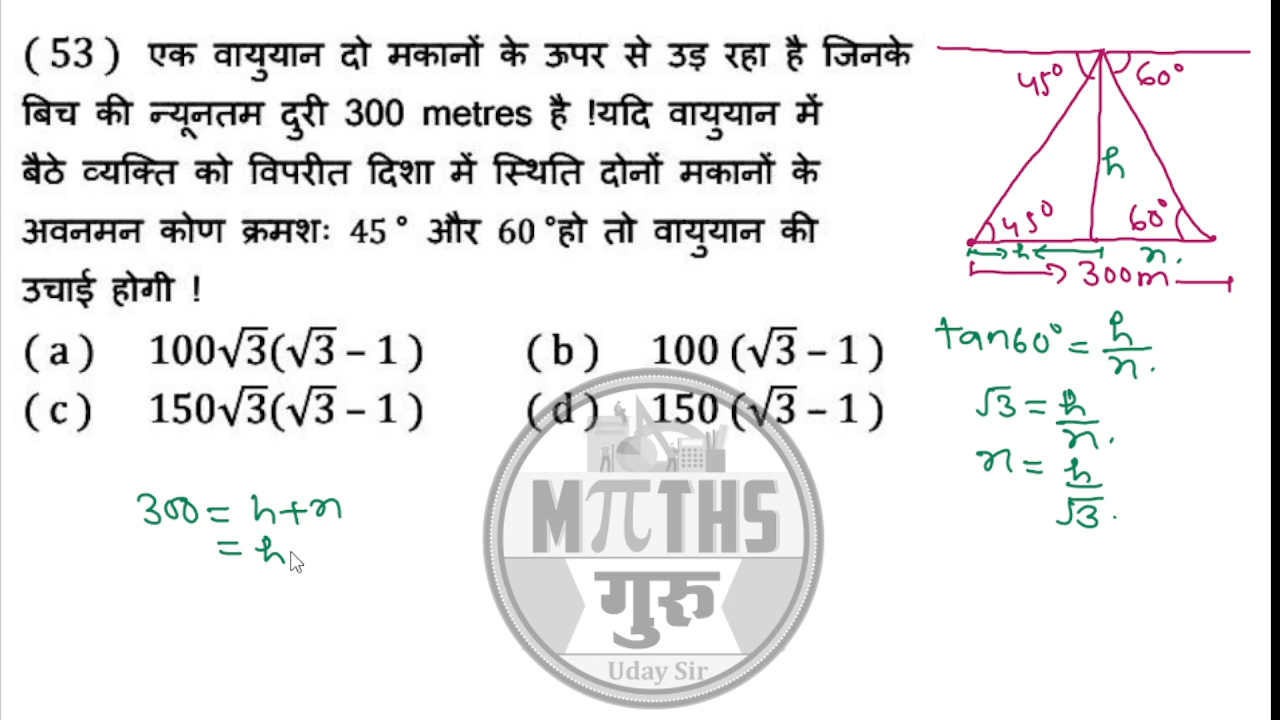 (53) एक वायुयान दो मकानों के ऊपर से उड़ रहा है जिनके
बिच की न्यूनतम दुरी 300 metres है !यदि वायुयान में
बैठे व्यक्ति को विपरीत दिशा में स्थिति दोनों मकानों के
अवनमन कोण क्रमशः 45° और 60°हो तो वायुयान की
उचाई होगी !
(a) 100√3(√3 – 1) (b) 100 (√3 – 1)
(c) 150√3(√3 – 1) (d) 150 (√3 – 1)
45° 60°
h
45° 60°
h x.
300m
tan60° = h/x.
√3 = h/x.
x = h/√3.
300 = h+x
= h
MπTHS
गुरु
Uday Sir